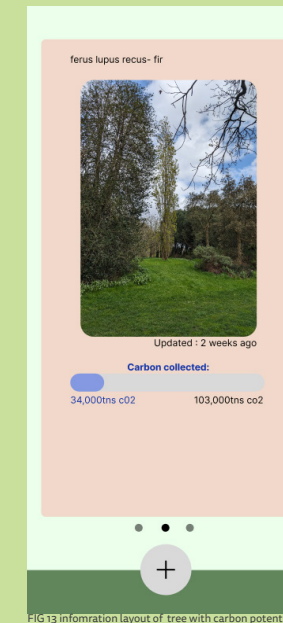 ferus lupus recus- fir
Updated : 2 weeks ago
Carbon collected:
34,000tns c02 103,000tns co2
+
FIG 13 infomration layout of tree with carbon potent